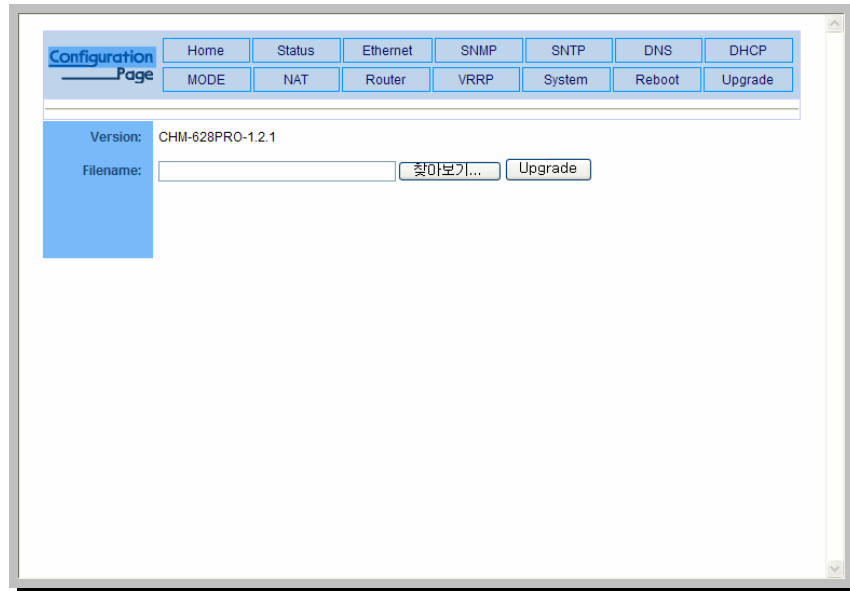 Configuration Page
Home Status Ethernet SNMP SNTP DNS DHCP
MODE NAT Router VRRP System Reboot Upgrade
Version: CHM-628PRO-1.2.1
Filename: 찾아보기... Upgrade